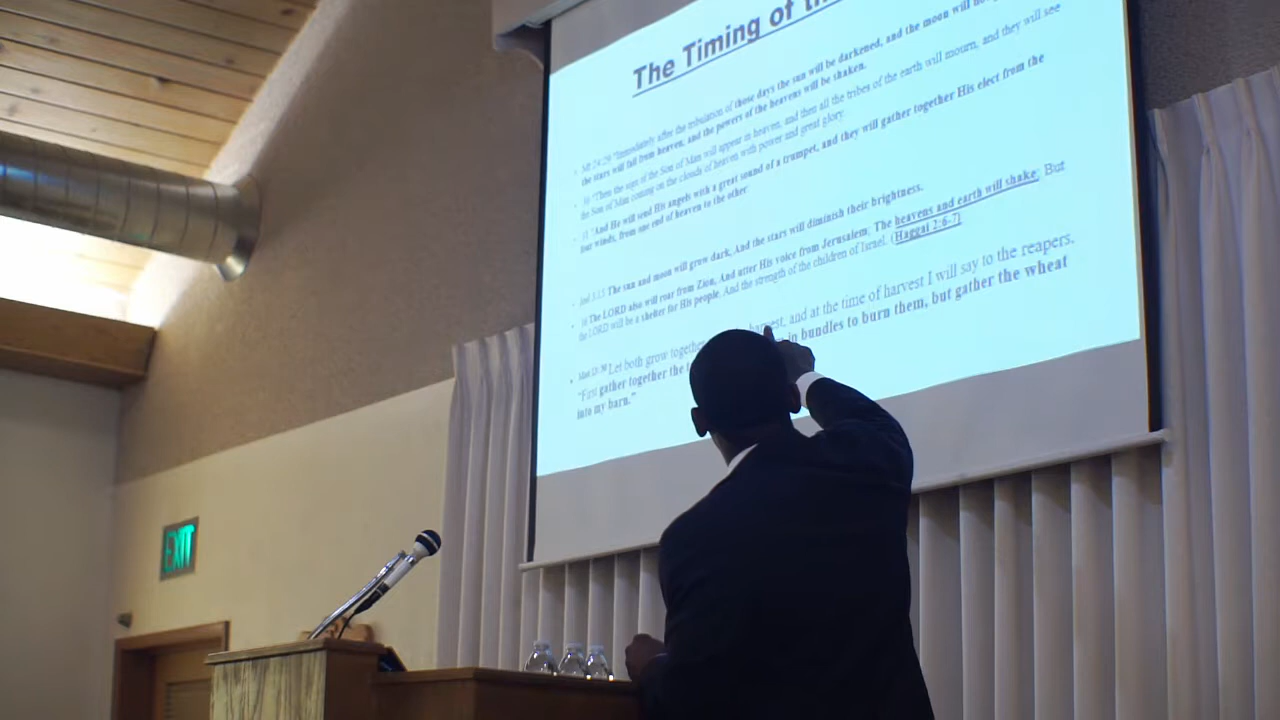 The Timing of the
Mt 24:29 "Immediately after the tribulation of those days the sun will be darkened, and the moon will not
the stars will fall from heaven, and the powers of the heavens will be shaken.
30 "Then the sign of the Son of Man will appear in heaven, and then all the tribes of the earth will mourn, and they will see
the Son of Man coming on the clouds of heaven with power and great glory.
31 "And He will send His angels with a great sound of a trumpet, and they will gather together His elect from the
four winds, from one end of heaven to the other
Joel 3:15 The sun and moon will grow dark, And the stars will diminish their brightness.
16 The LORD also will roar from Zion, And utter His voice from Jerusalem; The heavens and earth will shake; But
the LORD will be a shelter for His people, And the strength of the children of Israel. (Haggai 2:6-7)
Matt 13:30 Let both grow together harvest, and at the time of harvest I will say to the reapers,
"First gather together the in bundles to burn them, but gather the wheat
into my barn."
EXIT